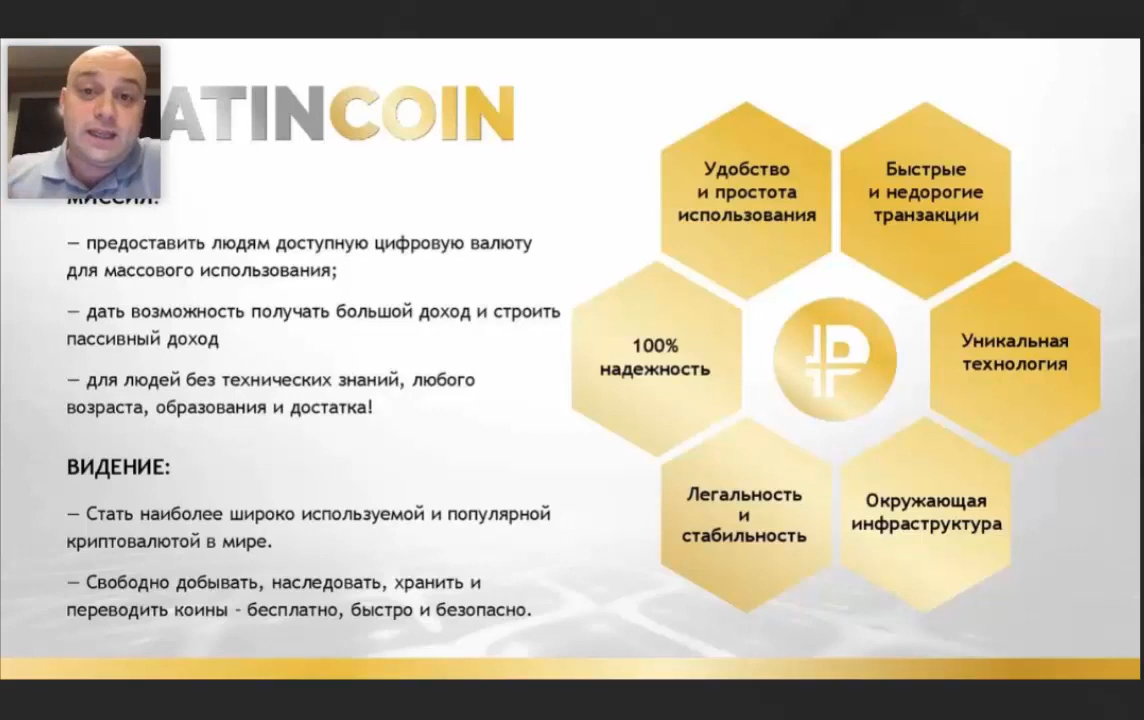 ATINCOIN
МИССИЯ:
— предоставить людям доступную цифровую валюту
для массового использования;
— дать возможность получать большой доход и строить
пассивный доход
— для людей без технических знаний, любого
возраста, образования и достатка!
ВИДЕНИЕ:
— Стать наиболее широко используемой и популярной
криптовалютой в мире.
— Свободно добывать, наследовать, хранить и
переводить коины - бесплатно, быстро и безопасно.
Удобство
и простота
использования
Быстрые
и недорогие
транзакции
100%
надежность
Уникальная
технология
Легальность
и
стабильность
Окружающая
инфраструктура